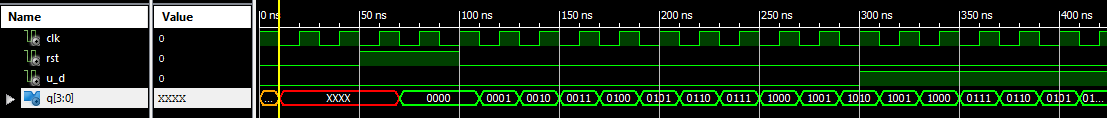 Name Value 0 ns 50 ns 100 ns 150 ns 200 ns 250 ns 300 ns 350 ns 400 ns
clk 0
rst 0
u_d 0
q[3:0] XXXX ... XXXX 0000 0001 0010 0011 0100 0101 0110 0111 1000 1001 1010 1001 1000 0111 0110 0101 01...